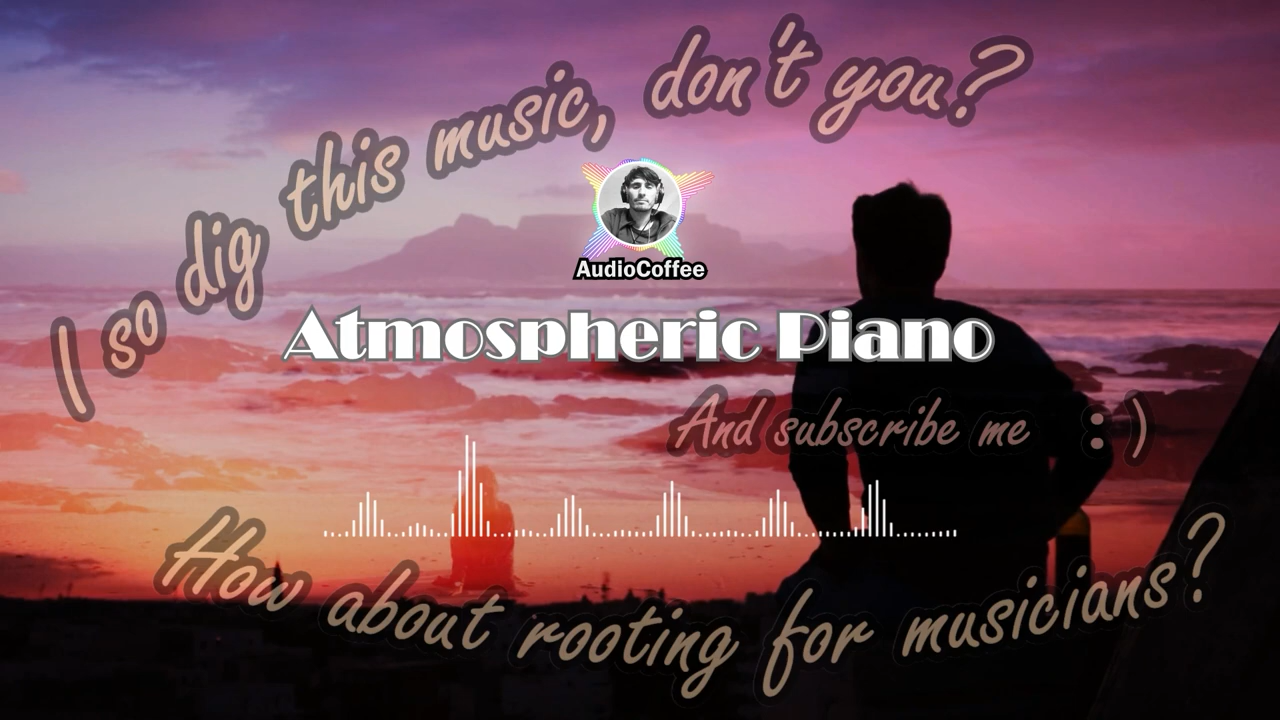 I so dig this music, don't you?
AudioCoffee
Atmospheric Piano
And subscribe me :)
How about rooting for musicians?